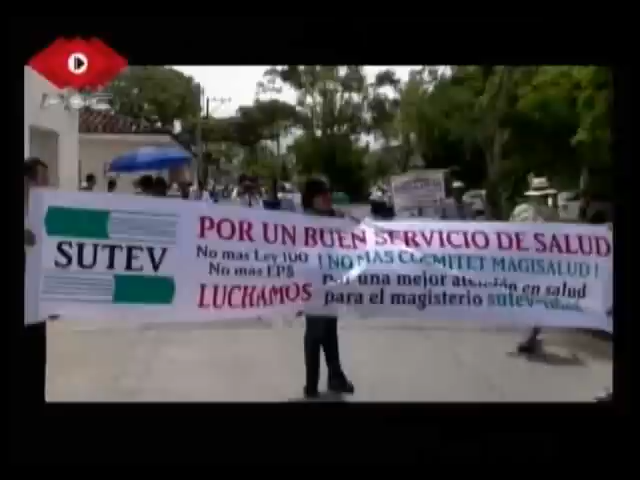 SUTEV
POR UN BUEN SERVICIO DE SALUD
No mas Ley 100
No mas EPS
¡NO MAS COMITET MAGISALUD!
LUCHAMOS
por una mejor atención en salud
para el magisterio sutev